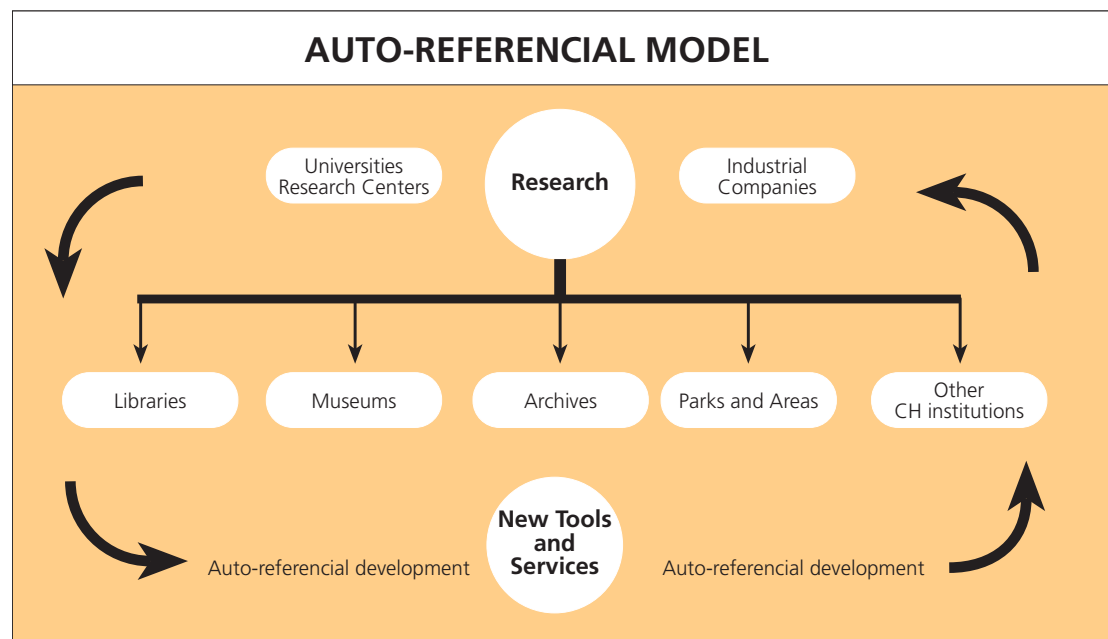 AUTO-REFERENCIAL MODEL
Universities
Research Centers
Research
Industrial
Companies
Libraries
Museums
Archives
Parks and Areas
Other
CH institutions
Auto-referencial development
New Tools
and
Services
Auto-referencial development